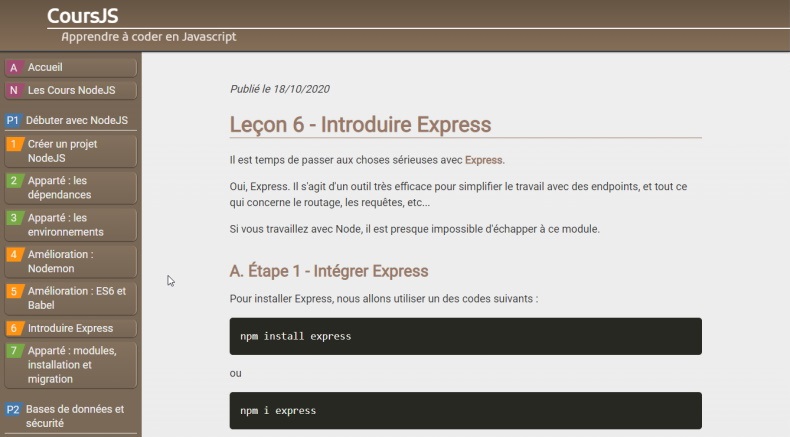 CoursJS
Apprendre à coder en Javascript
A Accueil
N Les Cours NodeJS
P1 Débuter avec NodeJS
1 Créer un projet
NodeJS
2 Apparté : les
dépendances
3 Apparté : les
environnements
4 Amélioration :
Nodemon
5 Amélioration : ES6 et
Babel
6 Introduire Express
7 Apparté : modules,
installation et
migration
P2 Bases de données et
sécurité
Publié le 18/10/2020
Leçon 6 - Introduire Express
Il est temps de passer aux choses sérieuses avec Express.
Oui, Express. Il s'agit d'un outil très efficace pour simplifier le travail avec des endpoints, et tout ce
qui concerne le routage, les requêtes, etc...
Si vous travaillez avec Node, il est presque impossible d'échapper à ce module.
A. Étape 1 - Intégrer Express
Pour installer Express, nous allons utiliser un des codes suivants :
npm install express
ou
npm i express